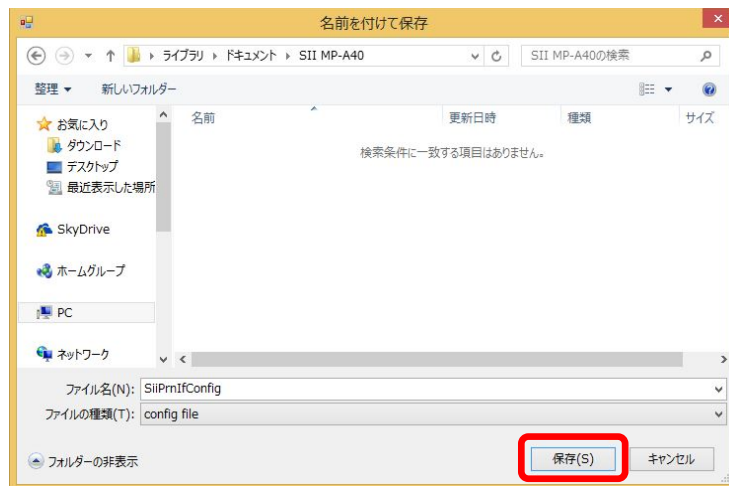 名前を付けて保存
ライブラリ ▸ ドキュメント ▸ SII MP-A40
SII MP-A40の検索
整理 ▼ 新しいフォルダー
名前 更新日時 種類 サイズ
検索条件に一致する項目はありません。
お気に入り
ダウンロード
デスクトップ
最近表示した場所
SkyDrive
ホームグループ
PC
ネットワーク
ファイル名(N): SiiPrnIfConfig
ファイルの種類(T): config file
フォルダーの非表示
保存(S) キャンセル